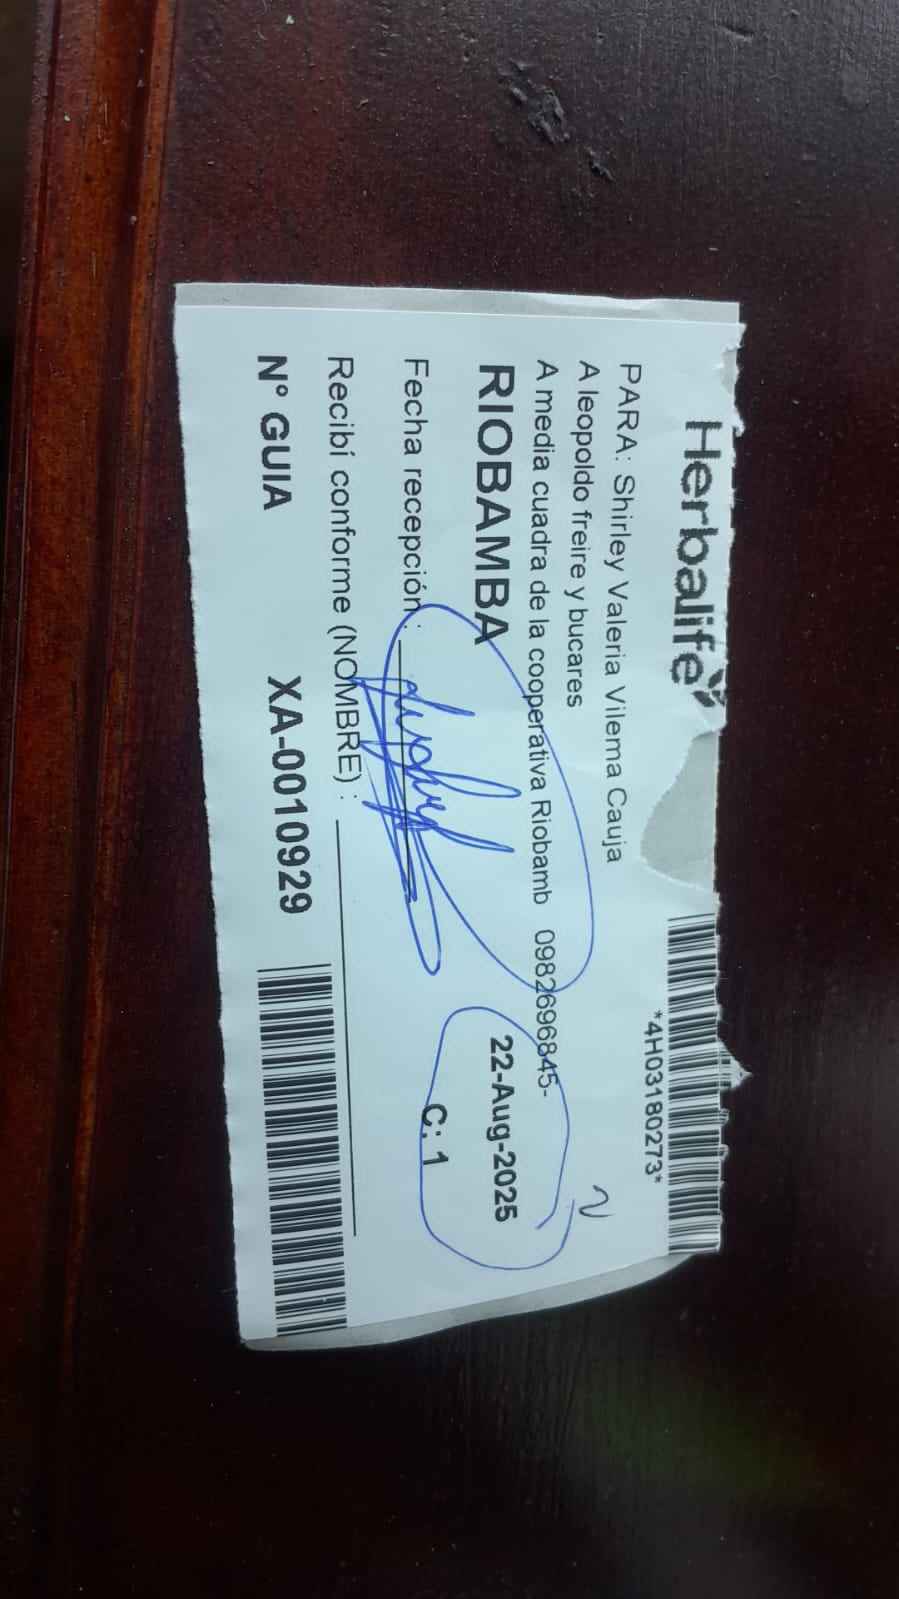 Herbalife
*4H03180273*
PARA: Shirley Valeria Vilema Cauja
A leopoldo freire y bucares
A media cuadra de la cooperativa Riobamb 0982696845-
RIOBAMBA
22-Aug-2025
Fecha recepción :
C: 1
Recibí conforme (NOMBRE) :
N° GUIA XA-0010929